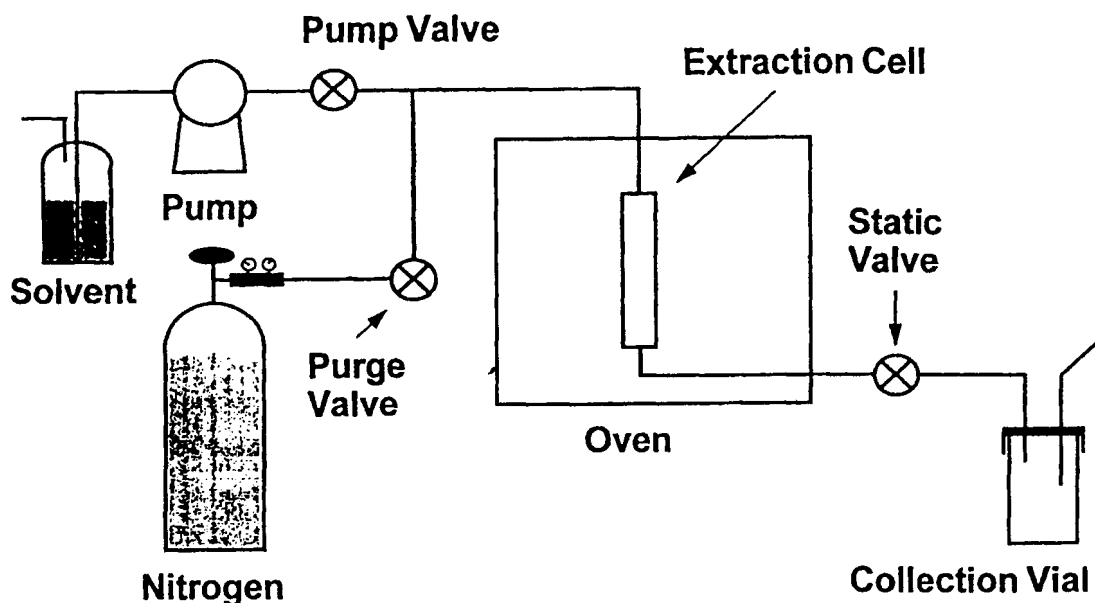 Pump Valve
Extraction Cell
Pump
Static
Valve
Solvent
Purge
Valve
Oven
Nitrogen
Collection Vial